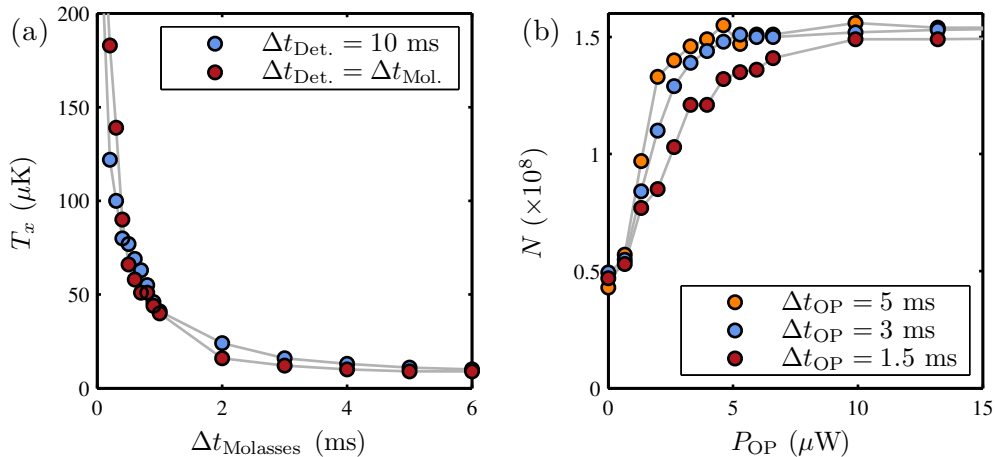 (a)
Δt_Det. = 10 ms
Δt_Det. = Δt_Mol.
200
150
100
50
0
0 2 4 6
T_x (μK)
Δt_Molasses (ms)
(b)
1.5
1
0.5
0
0 5 10 15
N (×10^8)
Δt_OP = 5 ms
Δt_OP = 3 ms
Δt_OP = 1.5 ms
P_OP (μW)